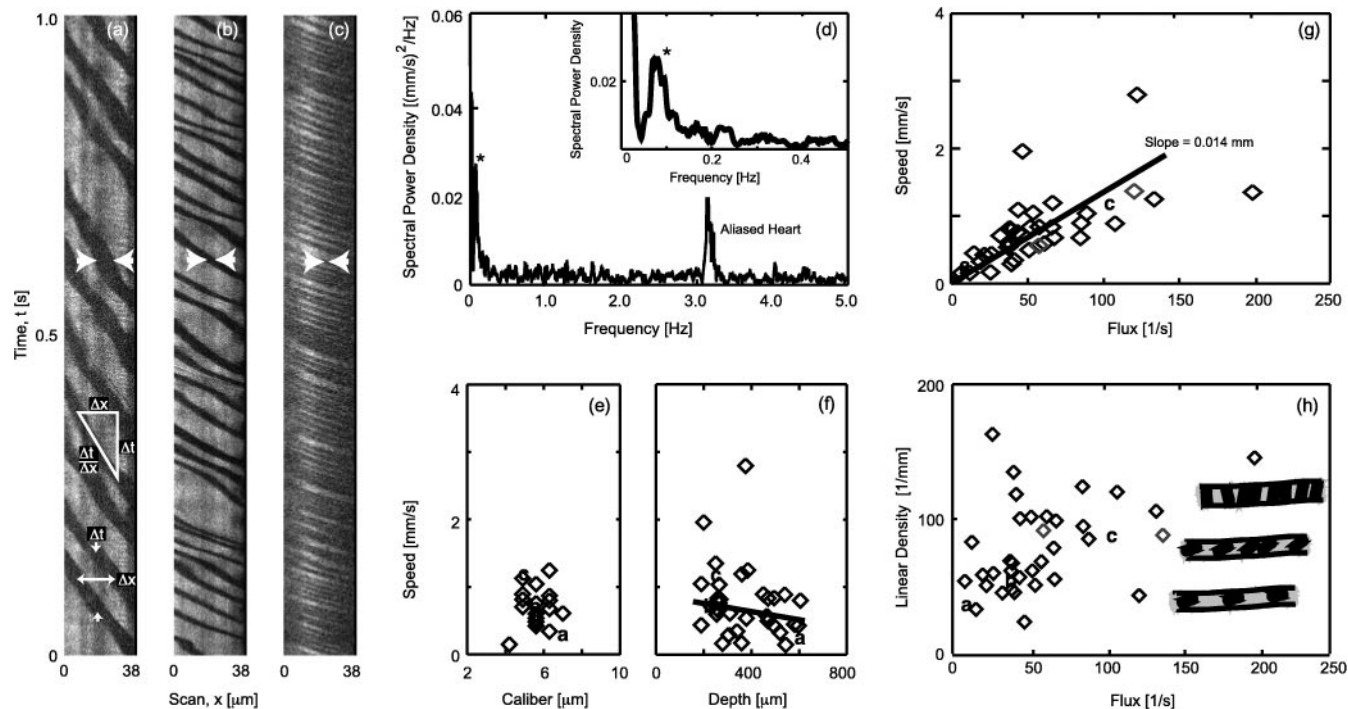 1.0
0.5
0
Time, t [s]
(a)
(b)
(c)
Δx
Δt
Δt
Δx
Δt
Δx
0
38
0
38
0
38
Scan, x [μm]
(d)
Spectral Power Density [(mm/s)²/Hz]
0.06
0.04
0.02
0
*
Aliased Heart
0
1.0
2.0
3.0
4.0
5.0
Frequency [Hz]
Spectral Power Density
0.02
*
0
0.2
0.4
Frequency [Hz]
(e)
Speed [mm/s]
4
2
0
c
a
2
4
6
8
10
Caliber [μm]
(f)
c
a
0
400
600
800
Depth [μm]
(g)
Speed [mm/s]
4
2
0
Slope = 0.014 mm
c
50
100
150
200
250
Flux [1/s]
(h)
Linear Density [1/mm]
200
100
0
a
c
0
50
100
150
200
250
Flux [1/s]